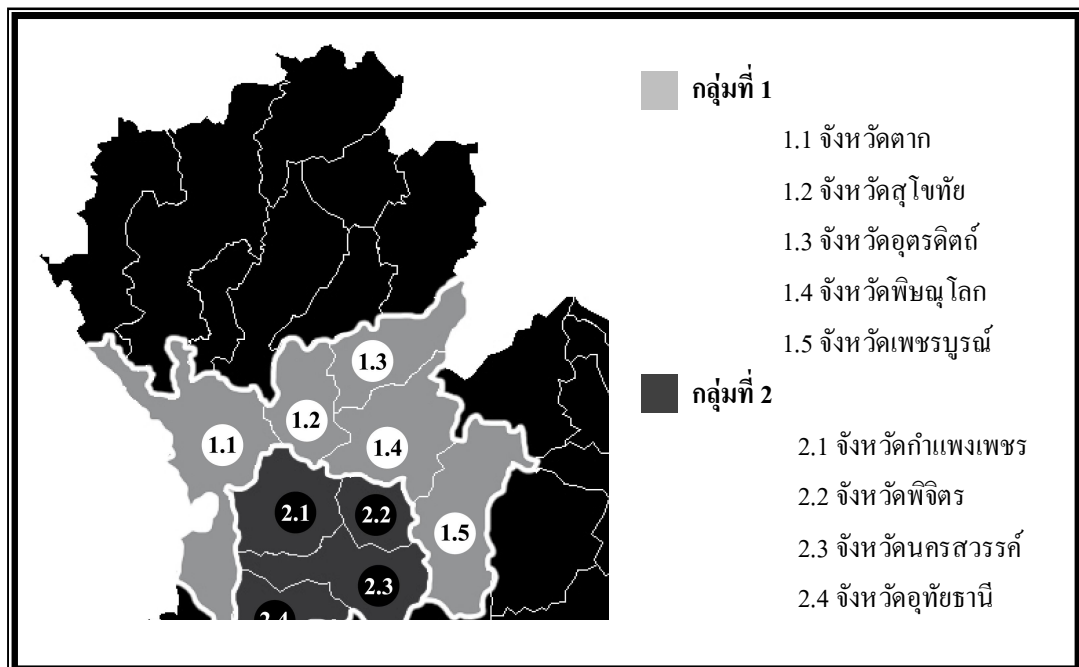 กลุ่มที่ 1
1.1 จังหวัดตาก
1.2 จังหวัดสุโขทัย
1.3 จังหวัดอุตรดิตถ์
1.4 จังหวัดพิษณุโลก
1.5 จังหวัดเพชรบูรณ์
กลุ่มที่ 2
2.1 จังหวัดกำแพงเพชร
2.2 จังหวัดพิจิตร
2.3 จังหวัดนครสวรรค์
2.4 จังหวัดอุทัยธานี
1.3
1.2
1.1
1.4
2.1
2.2
1.5
2.3
2.4